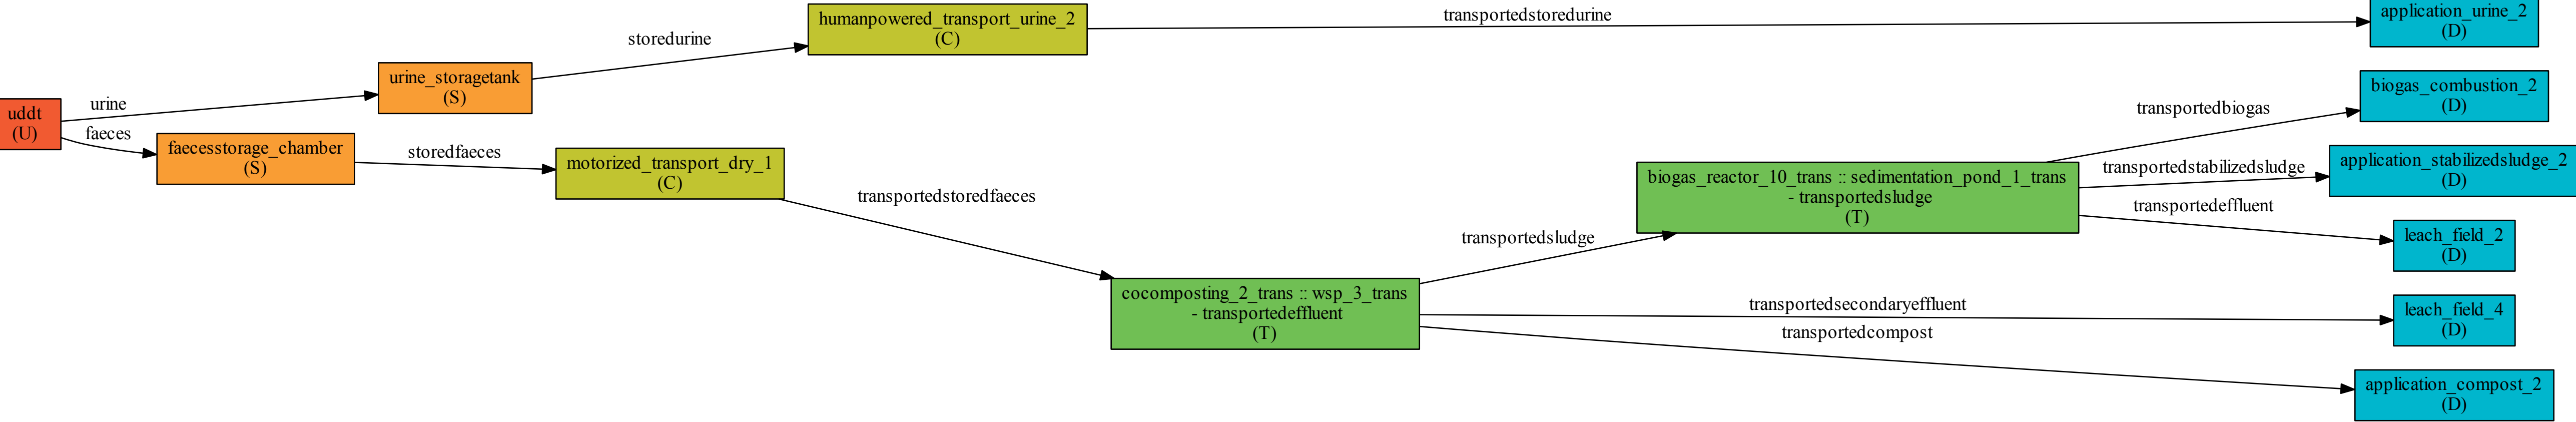 uddt
(U)
urine
faeces
urine_storagetank
(S)
faecesstorage_chamber
(S)
storedurine
storedfaeces
humanpowered_transport_urine_2
(C)
motorized_transport_dry_1
(C)
transportedstoredurine
transportedstoredfaeces
cocomposting_2_trans :: wsp_3_trans
- transportedeffluent
(T)
transportedsludge
transportedsecondaryeffluent
transportedcompost
biogas_reactor_10_trans :: sedimentation_pond_1_trans
- transportedsludge
(T)
transportedbiogas
transportedstabilizedsludge
transportedeffluent
application_urine_2
(D)
biogas_combustion_2
(D)
application_stabilizedsludge_2
(D)
leach_field_2
(D)
leach_field_4
(D)
application_compost_2
(D)